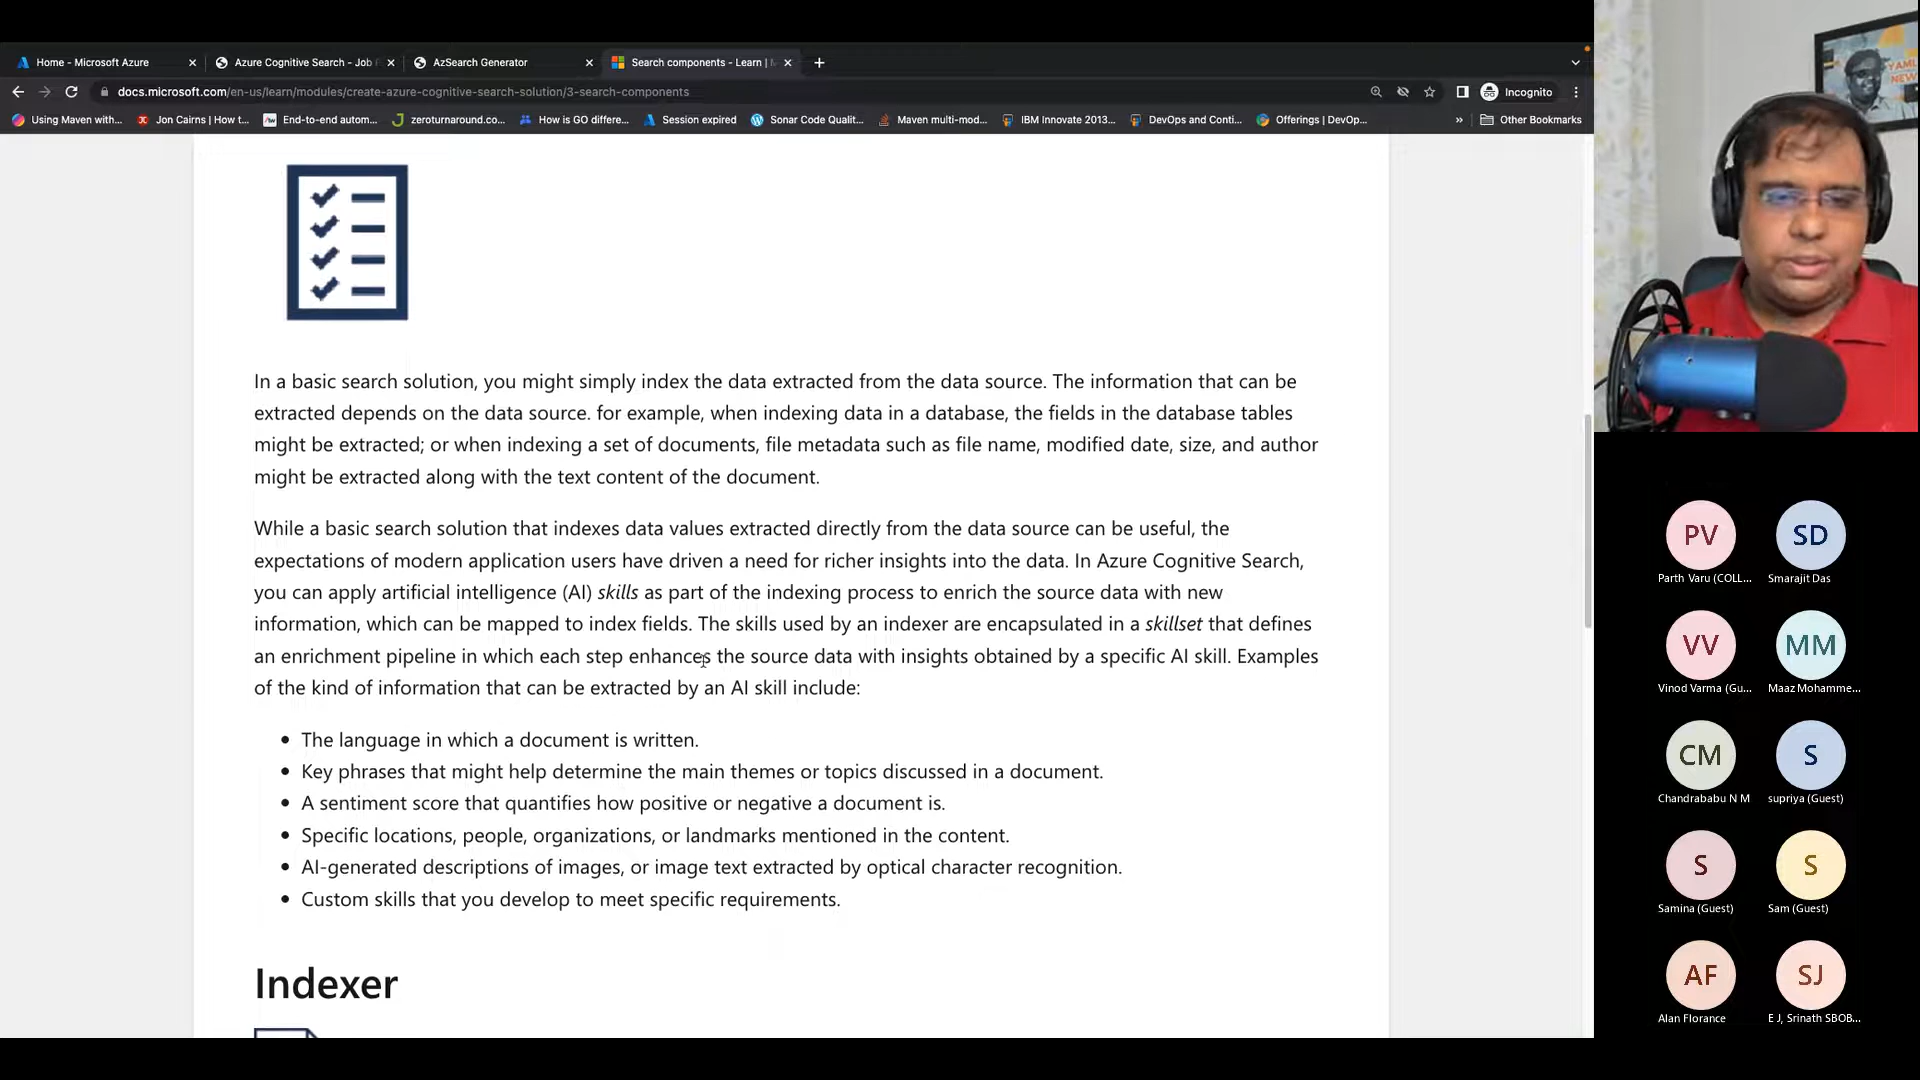 Home - Microsoft Azure
Azure Cognitive Search - Job
AzSearch Generator
Search components - Learn |
docs.microsoft.com/en-us/learn/modules/create-azure-cognitive-search-solution/3-search-components
Incognito
Using Maven with...
Jon Cairns | How t...
End-to-end autom...
zeroturnaround.co...
How is GO differe...
Session expired
Sonar Code Qualit...
Maven multi-mod...
IBM Innovate 2013...
DevOps and Conti...
Offerings | DevOp...
»
Other Bookmarks
In a basic search solution, you might simply index the data extracted from the data source. The information that can be
extracted depends on the data source. for example, when indexing data in a database, the fields in the database tables
might be extracted; or when indexing a set of documents, file metadata such as file name, modified date, size, and author
might be extracted along with the text content of the document.
While a basic search solution that indexes data values extracted directly from the data source can be useful, the
expectations of modern application users have driven a need for richer insights into the data. In Azure Cognitive Search,
you can apply artificial intelligence (AI) skills as part of the indexing process to enrich the source data with new
information, which can be mapped to index fields. The skills used by an indexer are encapsulated in a skillset that defines
an enrichment pipeline in which each step enhances the source data with insights obtained by a specific AI skill. Examples
of the kind of information that can be extracted by an AI skill include:
• The language in which a document is written.
• Key phrases that might help determine the main themes or topics discussed in a document.
• A sentiment score that quantifies how positive or negative a document is.
• Specific locations, people, organizations, or landmarks mentioned in the content.
• AI-generated descriptions of images, or image text extracted by optical character recognition.
• Custom skills that you develop to meet specific requirements.
Indexer
YAML
NEW
PV
SD
Parth Varu (COLL...
Smarajit Das
VV
MM
Vinod Varma (Gu...
Maaz Mohamme...
CM
S
Chandrababu N M
supriya (Guest)
S
S
Samina (Guest)
Sam (Guest)
AF
SJ
Alan Florance
E J, Srinath SBOB...